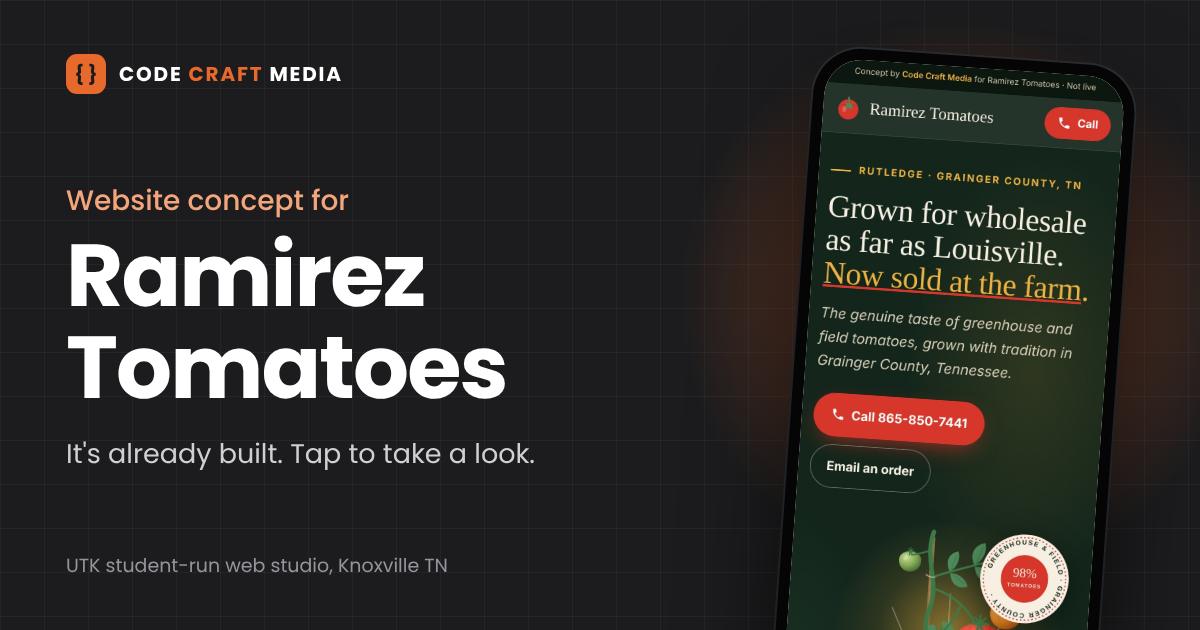 { } CODE CRAFT MEDIA
Website concept for
Ramirez
Tomatoes
It's already built. Tap to take a look.
UTK student-run web studio, Knoxville TN
Concept by Code Craft Media for Ramirez Tomatoes · Not live
Ramirez Tomatoes
Call
RUTLEDGE · GRAINGER COUNTY, TN
Grown for wholesale
as far as Louisville.
Now sold at the farm.
The genuine taste of greenhouse and
field tomatoes, grown with tradition in
Grainger County, Tennessee.
Call 865-850-7441
Email an order
GREENHOUSE & FIELD · GRAINGER COUNTY ·
98%
TOMATOES